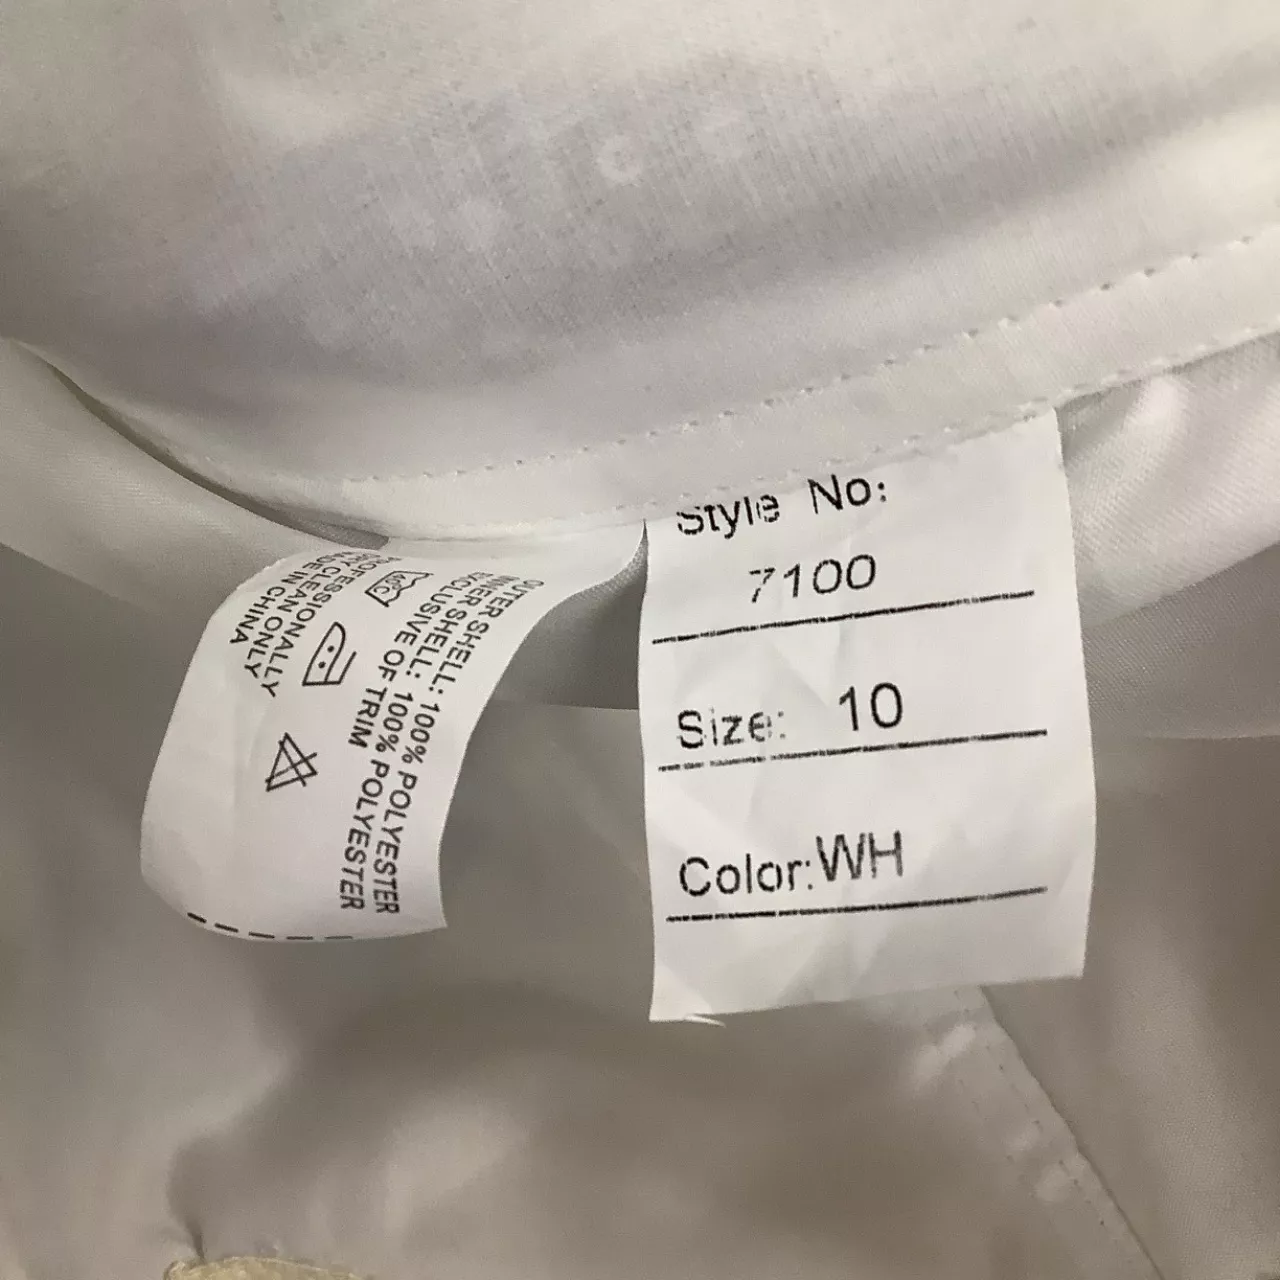 OUTER SHELL: 100% POLYESTER
INNER SHELL: 100% POLYESTER
EXCLUSIVE OF TRIM
PROFESSIONALLY
DRY CLEAN ONLY
MADE IN CHINA
Style No:
7100
Size: 10
Color:WH